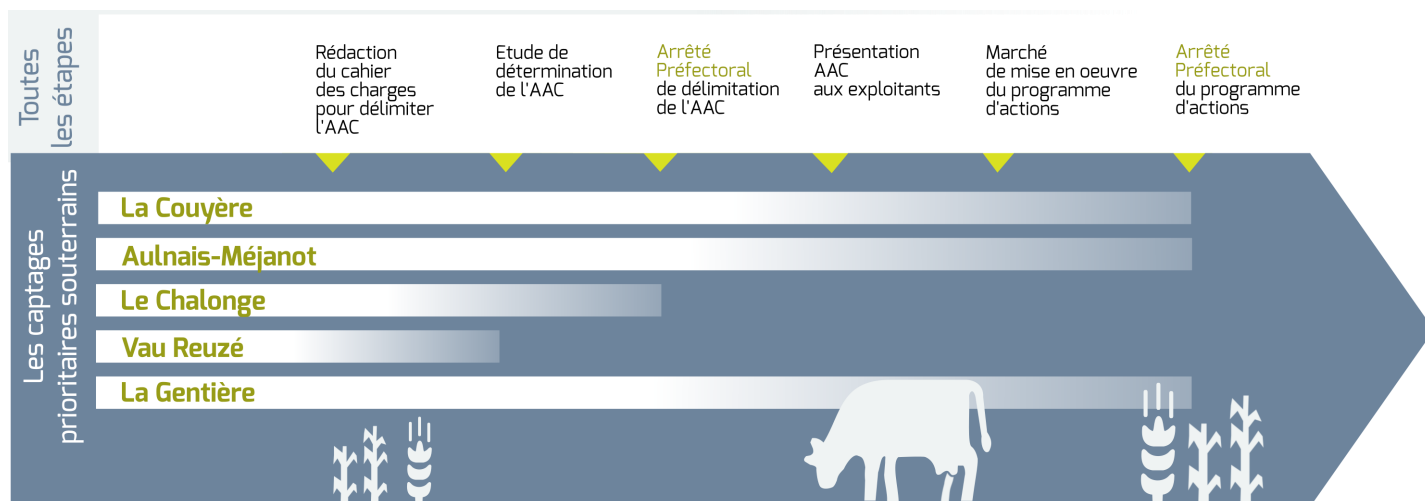 Toutes
les étapes
Rédaction
du cahier
des charges
pour délimiter
l'AAC
Etude de
détermination
de l'AAC
Arrêté
Préfectoral
de délimitation
de l'AAC
Présentation
AAC
aux exploitants
Marché
de mise en oeuvre
du programme
d'actions
Arrêté
Préfectoral
du programme
d'actions
Les captages
prioritaires souterrains
La Couyère
Aulnais-Méjanot
Le Chalonge
Vau Reuzé
La Gentière